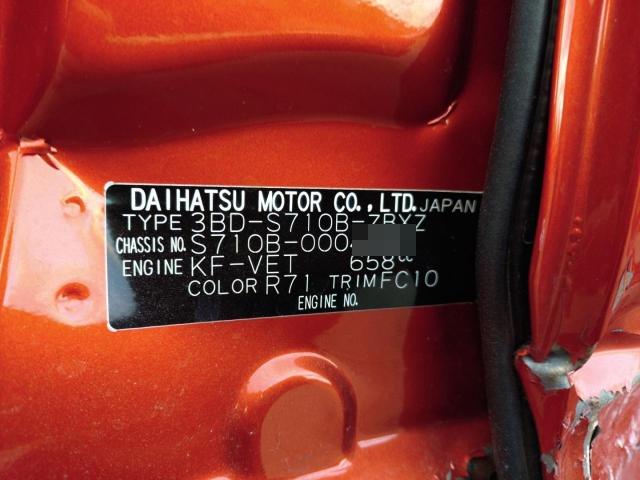 DAIHATSU MOTOR CO., LTD. JAPAN
TYPE 3BD-S710B-ZBXZ
CHASSIS NO. S710B-000
ENGINE KF-VET 658cc
COLOR R71 TRIM FC10
ENGINE NO.